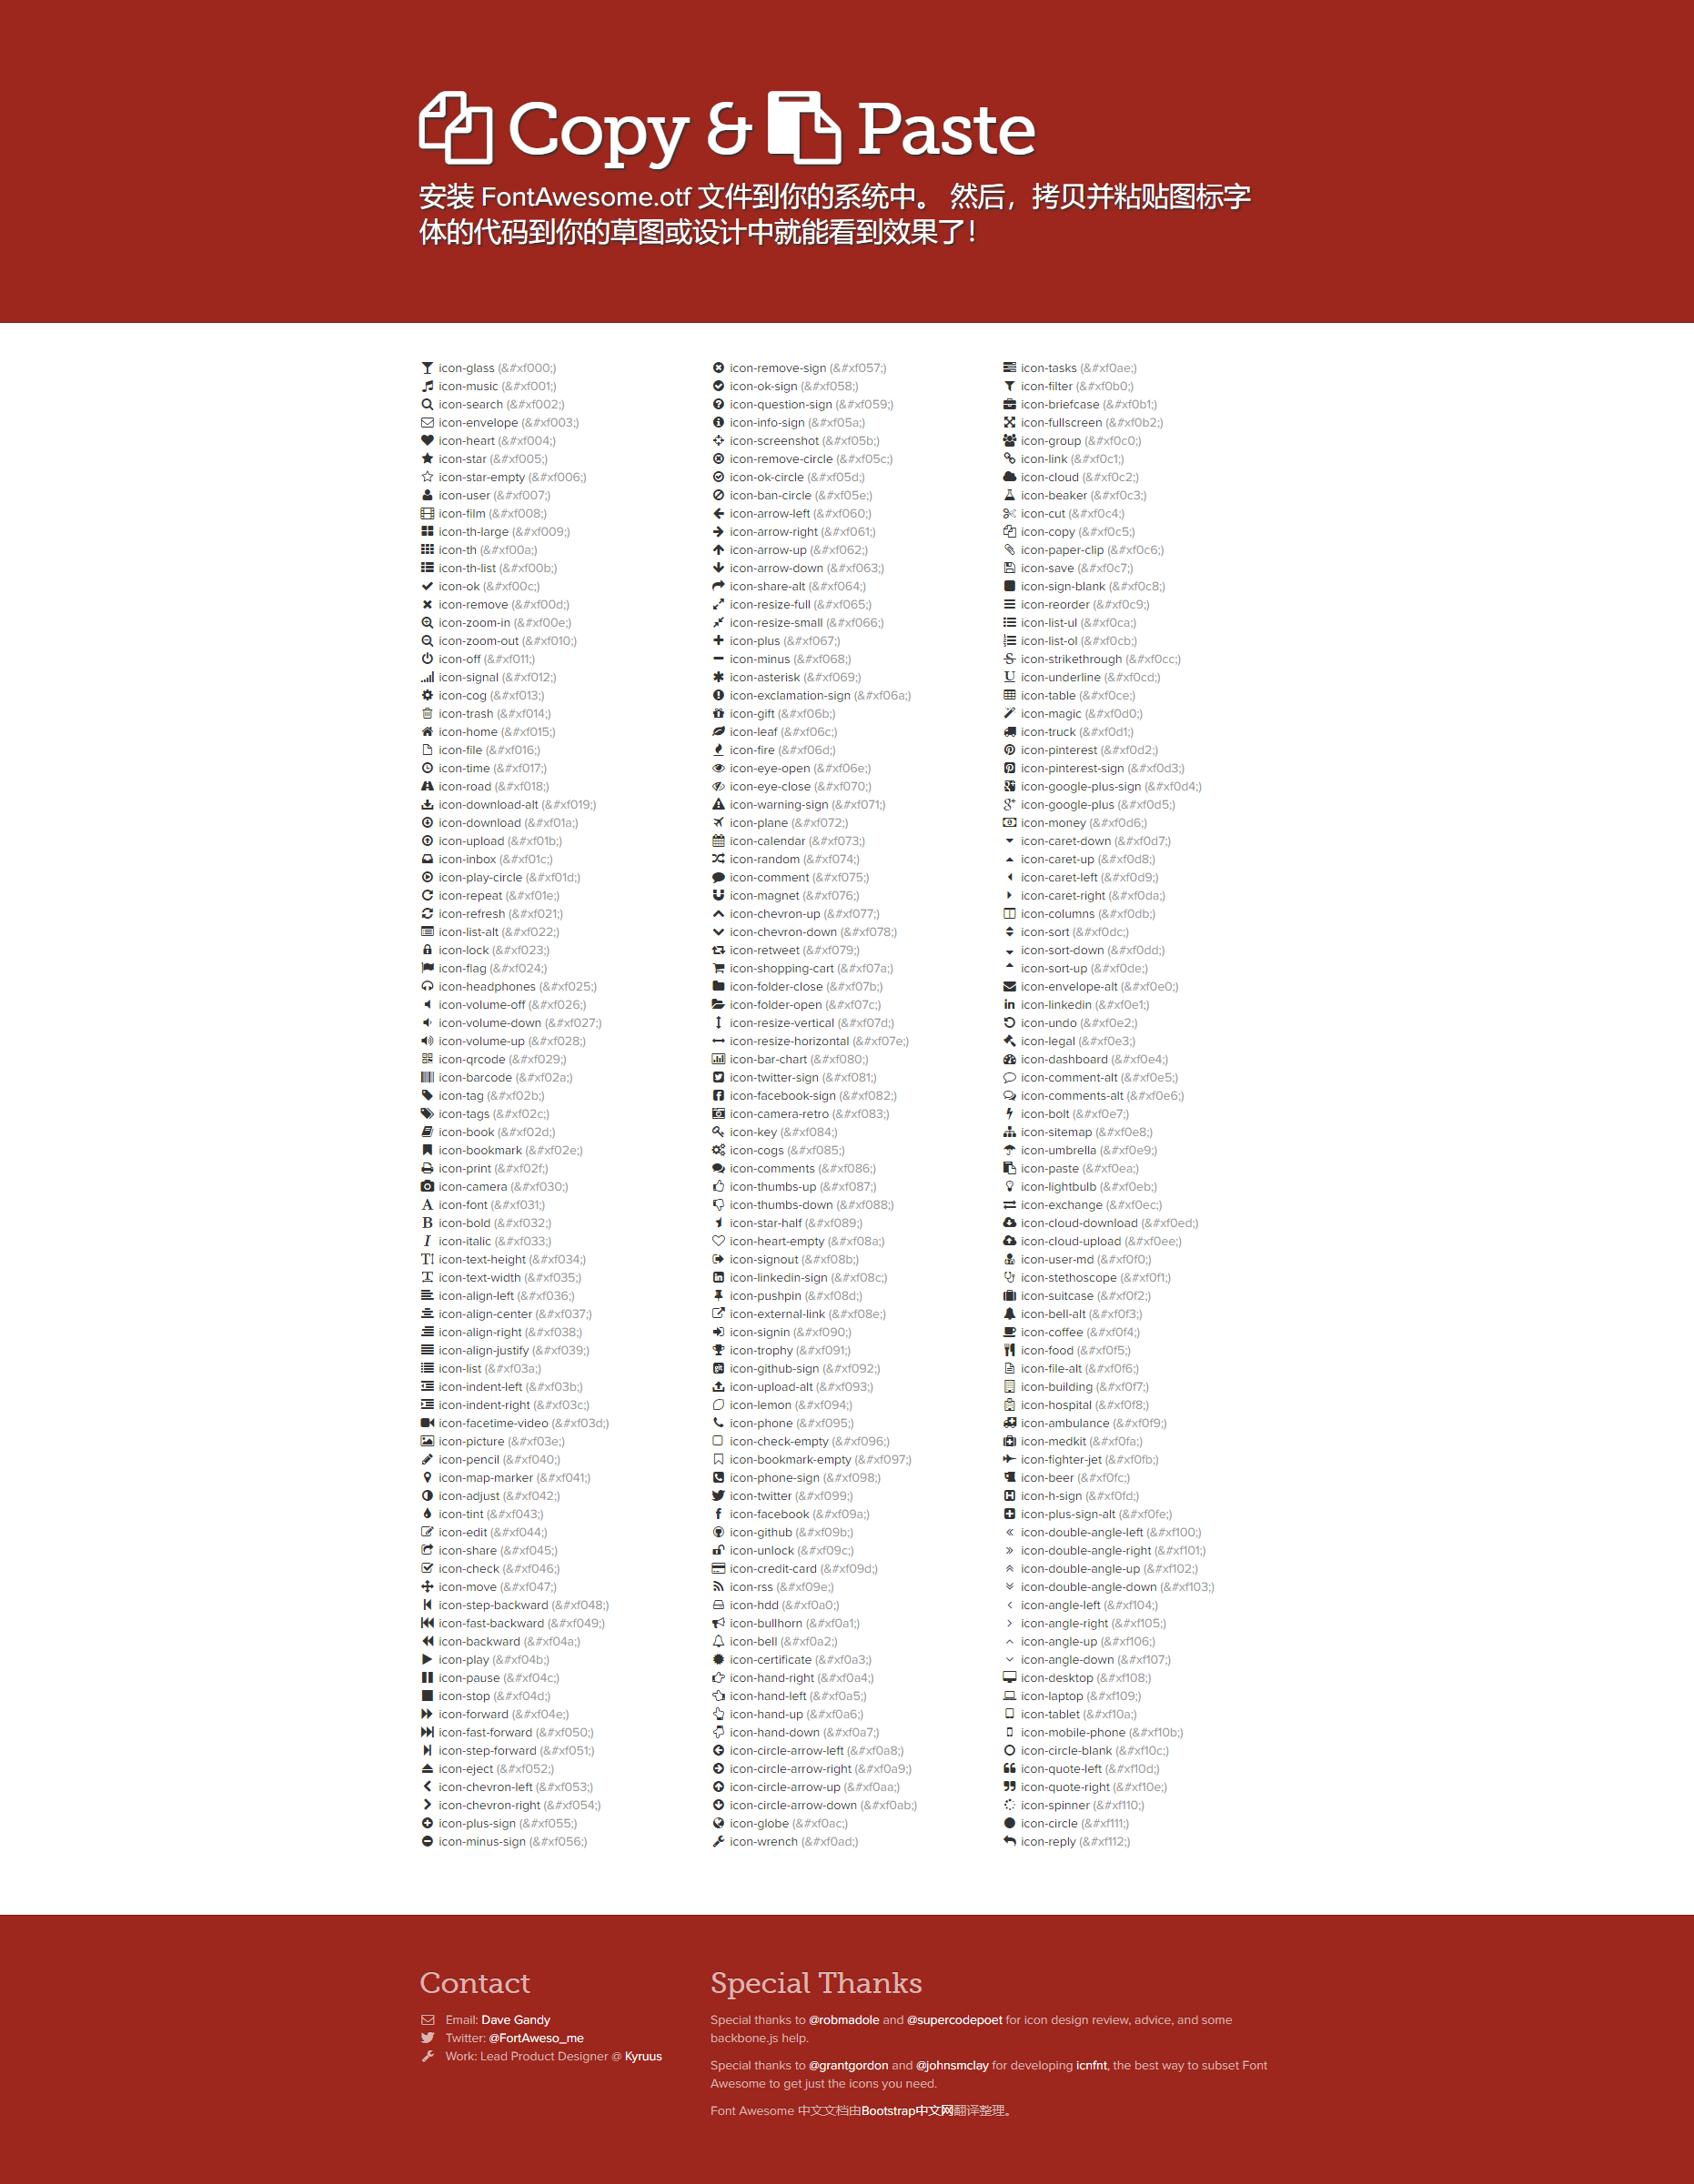 Copy & Paste
安装 FontAwesome.otf 文件到你的系统中。 然后，拷贝并粘贴图标字
体的代码到你的草图或设计中就能看到效果了！
icon-glass (&#xf000;)
icon-music (&#xf001;)
icon-search (&#xf002;)
icon-envelope (&#xf003;)
icon-heart (&#xf004;)
icon-star (&#xf005;)
icon-star-empty (&#xf006;)
icon-user (&#xf007;)
icon-film (&#xf008;)
icon-th-large (&#xf009;)
icon-th (&#xf00a;)
icon-th-list (&#xf00b;)
icon-ok (&#xf00c;)
icon-remove (&#xf00d;)
icon-zoom-in (&#xf00e;)
icon-zoom-out (&#xf010;)
icon-off (&#xf011;)
icon-signal (&#xf012;)
icon-cog (&#xf013;)
icon-trash (&#xf014;)
icon-home (&#xf015;)
icon-file (&#xf016;)
icon-time (&#xf017;)
icon-road (&#xf018;)
icon-download-alt (&#xf019;)
icon-download (&#xf01a;)
icon-upload (&#xf01b;)
icon-inbox (&#xf01c;)
icon-play-circle (&#xf01d;)
icon-repeat (&#xf01e;)
icon-refresh (&#xf021;)
icon-list-alt (&#xf022;)
icon-lock (&#xf023;)
icon-flag (&#xf024;)
icon-headphones (&#xf025;)
icon-volume-off (&#xf026;)
icon-volume-down (&#xf027;)
icon-volume-up (&#xf028;)
icon-qrcode (&#xf029;)
icon-barcode (&#xf02a;)
icon-tag (&#xf02b;)
icon-tags (&#xf02c;)
icon-book (&#xf02d;)
icon-bookmark (&#xf02e;)
icon-print (&#xf02f;)
icon-camera (&#xf030;)
icon-font (&#xf031;)
icon-bold (&#xf032;)
icon-italic (&#xf033;)
icon-text-height (&#xf034;)
icon-text-width (&#xf035;)
icon-align-left (&#xf036;)
icon-align-center (&#xf037;)
icon-align-right (&#xf038;)
icon-align-justify (&#xf039;)
icon-list (&#xf03a;)
icon-indent-left (&#xf03b;)
icon-indent-right (&#xf03c;)
icon-facetime-video (&#xf03d;)
icon-picture (&#xf03e;)
icon-pencil (&#xf040;)
icon-map-marker (&#xf041;)
icon-adjust (&#xf042;)
icon-tint (&#xf043;)
icon-edit (&#xf044;)
icon-share (&#xf045;)
icon-check (&#xf046;)
icon-move (&#xf047;)
icon-step-backward (&#xf048;)
icon-fast-backward (&#xf049;)
icon-backward (&#xf04a;)
icon-play (&#xf04b;)
icon-pause (&#xf04c;)
icon-stop (&#xf04d;)
icon-forward (&#xf04e;)
icon-fast-forward (&#xf050;)
icon-step-forward (&#xf051;)
icon-eject (&#xf052;)
icon-chevron-left (&#xf053;)
icon-chevron-right (&#xf054;)
icon-plus-sign (&#xf055;)
icon-minus-sign (&#xf056;)
icon-remove-sign (&#xf057;)
icon-ok-sign (&#xf058;)
icon-question-sign (&#xf059;)
icon-info-sign (&#xf05a;)
icon-screenshot (&#xf05b;)
icon-remove-circle (&#xf05c;)
icon-ok-circle (&#xf05d;)
icon-ban-circle (&#xf05e;)
icon-arrow-left (&#xf060;)
icon-arrow-right (&#xf061;)
icon-arrow-up (&#xf062;)
icon-arrow-down (&#xf063;)
icon-share-alt (&#xf064;)
icon-resize-full (&#xf065;)
icon-resize-small (&#xf066;)
icon-plus (&#xf067;)
icon-minus (&#xf068;)
icon-asterisk (&#xf069;)
icon-exclamation-sign (&#xf06a;)
icon-gift (&#xf06b;)
icon-leaf (&#xf06c;)
icon-fire (&#xf06d;)
icon-eye-open (&#xf06e;)
icon-eye-close (&#xf070;)
icon-warning-sign (&#xf071;)
icon-plane (&#xf072;)
icon-calendar (&#xf073;)
icon-random (&#xf074;)
icon-comment (&#xf075;)
icon-magnet (&#xf076;)
icon-chevron-up (&#xf077;)
icon-chevron-down (&#xf078;)
icon-retweet (&#xf079;)
icon-shopping-cart (&#xf07a;)
icon-folder-close (&#xf07b;)
icon-folder-open (&#xf07c;)
icon-resize-vertical (&#xf07d;)
icon-resize-horizontal (&#xf07e;)
icon-bar-chart (&#xf080;)
icon-twitter-sign (&#xf081;)
icon-facebook-sign (&#xf082;)
icon-camera-retro (&#xf083;)
icon-key (&#xf084;)
icon-cogs (&#xf085;)
icon-comments (&#xf086;)
icon-thumbs-up (&#xf087;)
icon-thumbs-down (&#xf088;)
icon-star-half (&#xf089;)
icon-heart-empty (&#xf08a;)
icon-signout (&#xf08b;)
icon-linkedin-sign (&#xf08c;)
icon-pushpin (&#xf08d;)
icon-external-link (&#xf08e;)
icon-signin (&#xf090;)
icon-trophy (&#xf091;)
icon-github-sign (&#xf092;)
icon-upload-alt (&#xf093;)
icon-lemon (&#xf094;)
icon-phone (&#xf095;)
icon-check-empty (&#xf096;)
icon-bookmark-empty (&#xf097;)
icon-phone-sign (&#xf098;)
icon-twitter (&#xf099;)
icon-facebook (&#xf09a;)
icon-github (&#xf09b;)
icon-unlock (&#xf09c;)
icon-credit-card (&#xf09d;)
icon-rss (&#xf09e;)
icon-hdd (&#xf0a0;)
icon-bullhorn (&#xf0a1;)
icon-bell (&#xf0a2;)
icon-certificate (&#xf0a3;)
icon-hand-right (&#xf0a4;)
icon-hand-left (&#xf0a5;)
icon-hand-up (&#xf0a6;)
icon-hand-down (&#xf0a7;)
icon-circle-arrow-left (&#xf0a8;)
icon-circle-arrow-right (&#xf0a9;)
icon-circle-arrow-up (&#xf0aa;)
icon-circle-arrow-down (&#xf0ab;)
icon-globe (&#xf0ac;)
icon-wrench (&#xf0ad;)
icon-tasks (&#xf0ae;)
icon-filter (&#xf0b0;)
icon-briefcase (&#xf0b1;)
icon-fullscreen (&#xf0b2;)
icon-group (&#xf0c0;)
icon-link (&#xf0c1;)
icon-cloud (&#xf0c2;)
icon-beaker (&#xf0c3;)
icon-cut (&#xf0c4;)
icon-copy (&#xf0c5;)
icon-paper-clip (&#xf0c6;)
icon-save (&#xf0c7;)
icon-sign-blank (&#xf0c8;)
icon-reorder (&#xf0c9;)
icon-list-ul (&#xf0ca;)
icon-list-ol (&#xf0cb;)
icon-strikethrough (&#xf0cc;)
icon-underline (&#xf0cd;)
icon-table (&#xf0ce;)
icon-magic (&#xf0d0;)
icon-truck (&#xf0d1;)
icon-pinterest (&#xf0d2;)
icon-pinterest-sign (&#xf0d3;)
icon-google-plus-sign (&#xf0d4;)
icon-google-plus (&#xf0d5;)
icon-money (&#xf0d6;)
icon-caret-down (&#xf0d7;)
icon-caret-up (&#xf0d8;)
icon-caret-left (&#xf0d9;)
icon-caret-right (&#xf0da;)
icon-columns (&#xf0db;)
icon-sort (&#xf0dc;)
icon-sort-down (&#xf0dd;)
icon-sort-up (&#xf0de;)
icon-envelope-alt (&#xf0e0;)
icon-linkedin (&#xf0e1;)
icon-undo (&#xf0e2;)
icon-legal (&#xf0e3;)
icon-dashboard (&#xf0e4;)
icon-comment-alt (&#xf0e5;)
icon-comments-alt (&#xf0e6;)
icon-bolt (&#xf0e7;)
icon-sitemap (&#xf0e8;)
icon-umbrella (&#xf0e9;)
icon-paste (&#xf0ea;)
icon-lightbulb (&#xf0eb;)
icon-exchange (&#xf0ec;)
icon-cloud-download (&#xf0ed;)
icon-cloud-upload (&#xf0ee;)
icon-user-md (&#xf0f0;)
icon-stethoscope (&#xf0f1;)
icon-suitcase (&#xf0f2;)
icon-bell-alt (&#xf0f3;)
icon-coffee (&#xf0f4;)
icon-food (&#xf0f5;)
icon-file-alt (&#xf0f6;)
icon-building (&#xf0f7;)
icon-hospital (&#xf0f8;)
icon-ambulance (&#xf0f9;)
icon-medkit (&#xf0fa;)
icon-fighter-jet (&#xf0fb;)
icon-beer (&#xf0fc;)
icon-h-sign (&#xf0fd;)
icon-plus-sign-alt (&#xf0fe;)
icon-double-angle-left (&#xf100;)
icon-double-angle-right (&#xf101;)
icon-double-angle-up (&#xf102;)
icon-double-angle-down (&#xf103;)
icon-angle-left (&#xf104;)
icon-angle-right (&#xf105;)
icon-angle-up (&#xf106;)
icon-angle-down (&#xf107;)
icon-desktop (&#xf108;)
icon-laptop (&#xf109;)
icon-tablet (&#xf10a;)
icon-mobile-phone (&#xf10b;)
icon-circle-blank (&#xf10c;)
icon-quote-left (&#xf10d;)
icon-quote-right (&#xf10e;)
icon-spinner (&#xf110;)
icon-circle (&#xf111;)
icon-reply (&#xf112;)
Contact
Email: Dave Gandy
Twitter: @FortAweso_me
Work: Lead Product Designer @ Kyruus
Special Thanks
Special thanks to @robmadole and @supercodepoet for icon design review, advice, and some
backbone.js help.
Special thanks to @grantgordon and @johnsmclay for developing icnfnt, the best way to subset Font
Awesome to get just the icons you need.
Font Awesome 中文文档由Bootstrap中文网翻译整理。